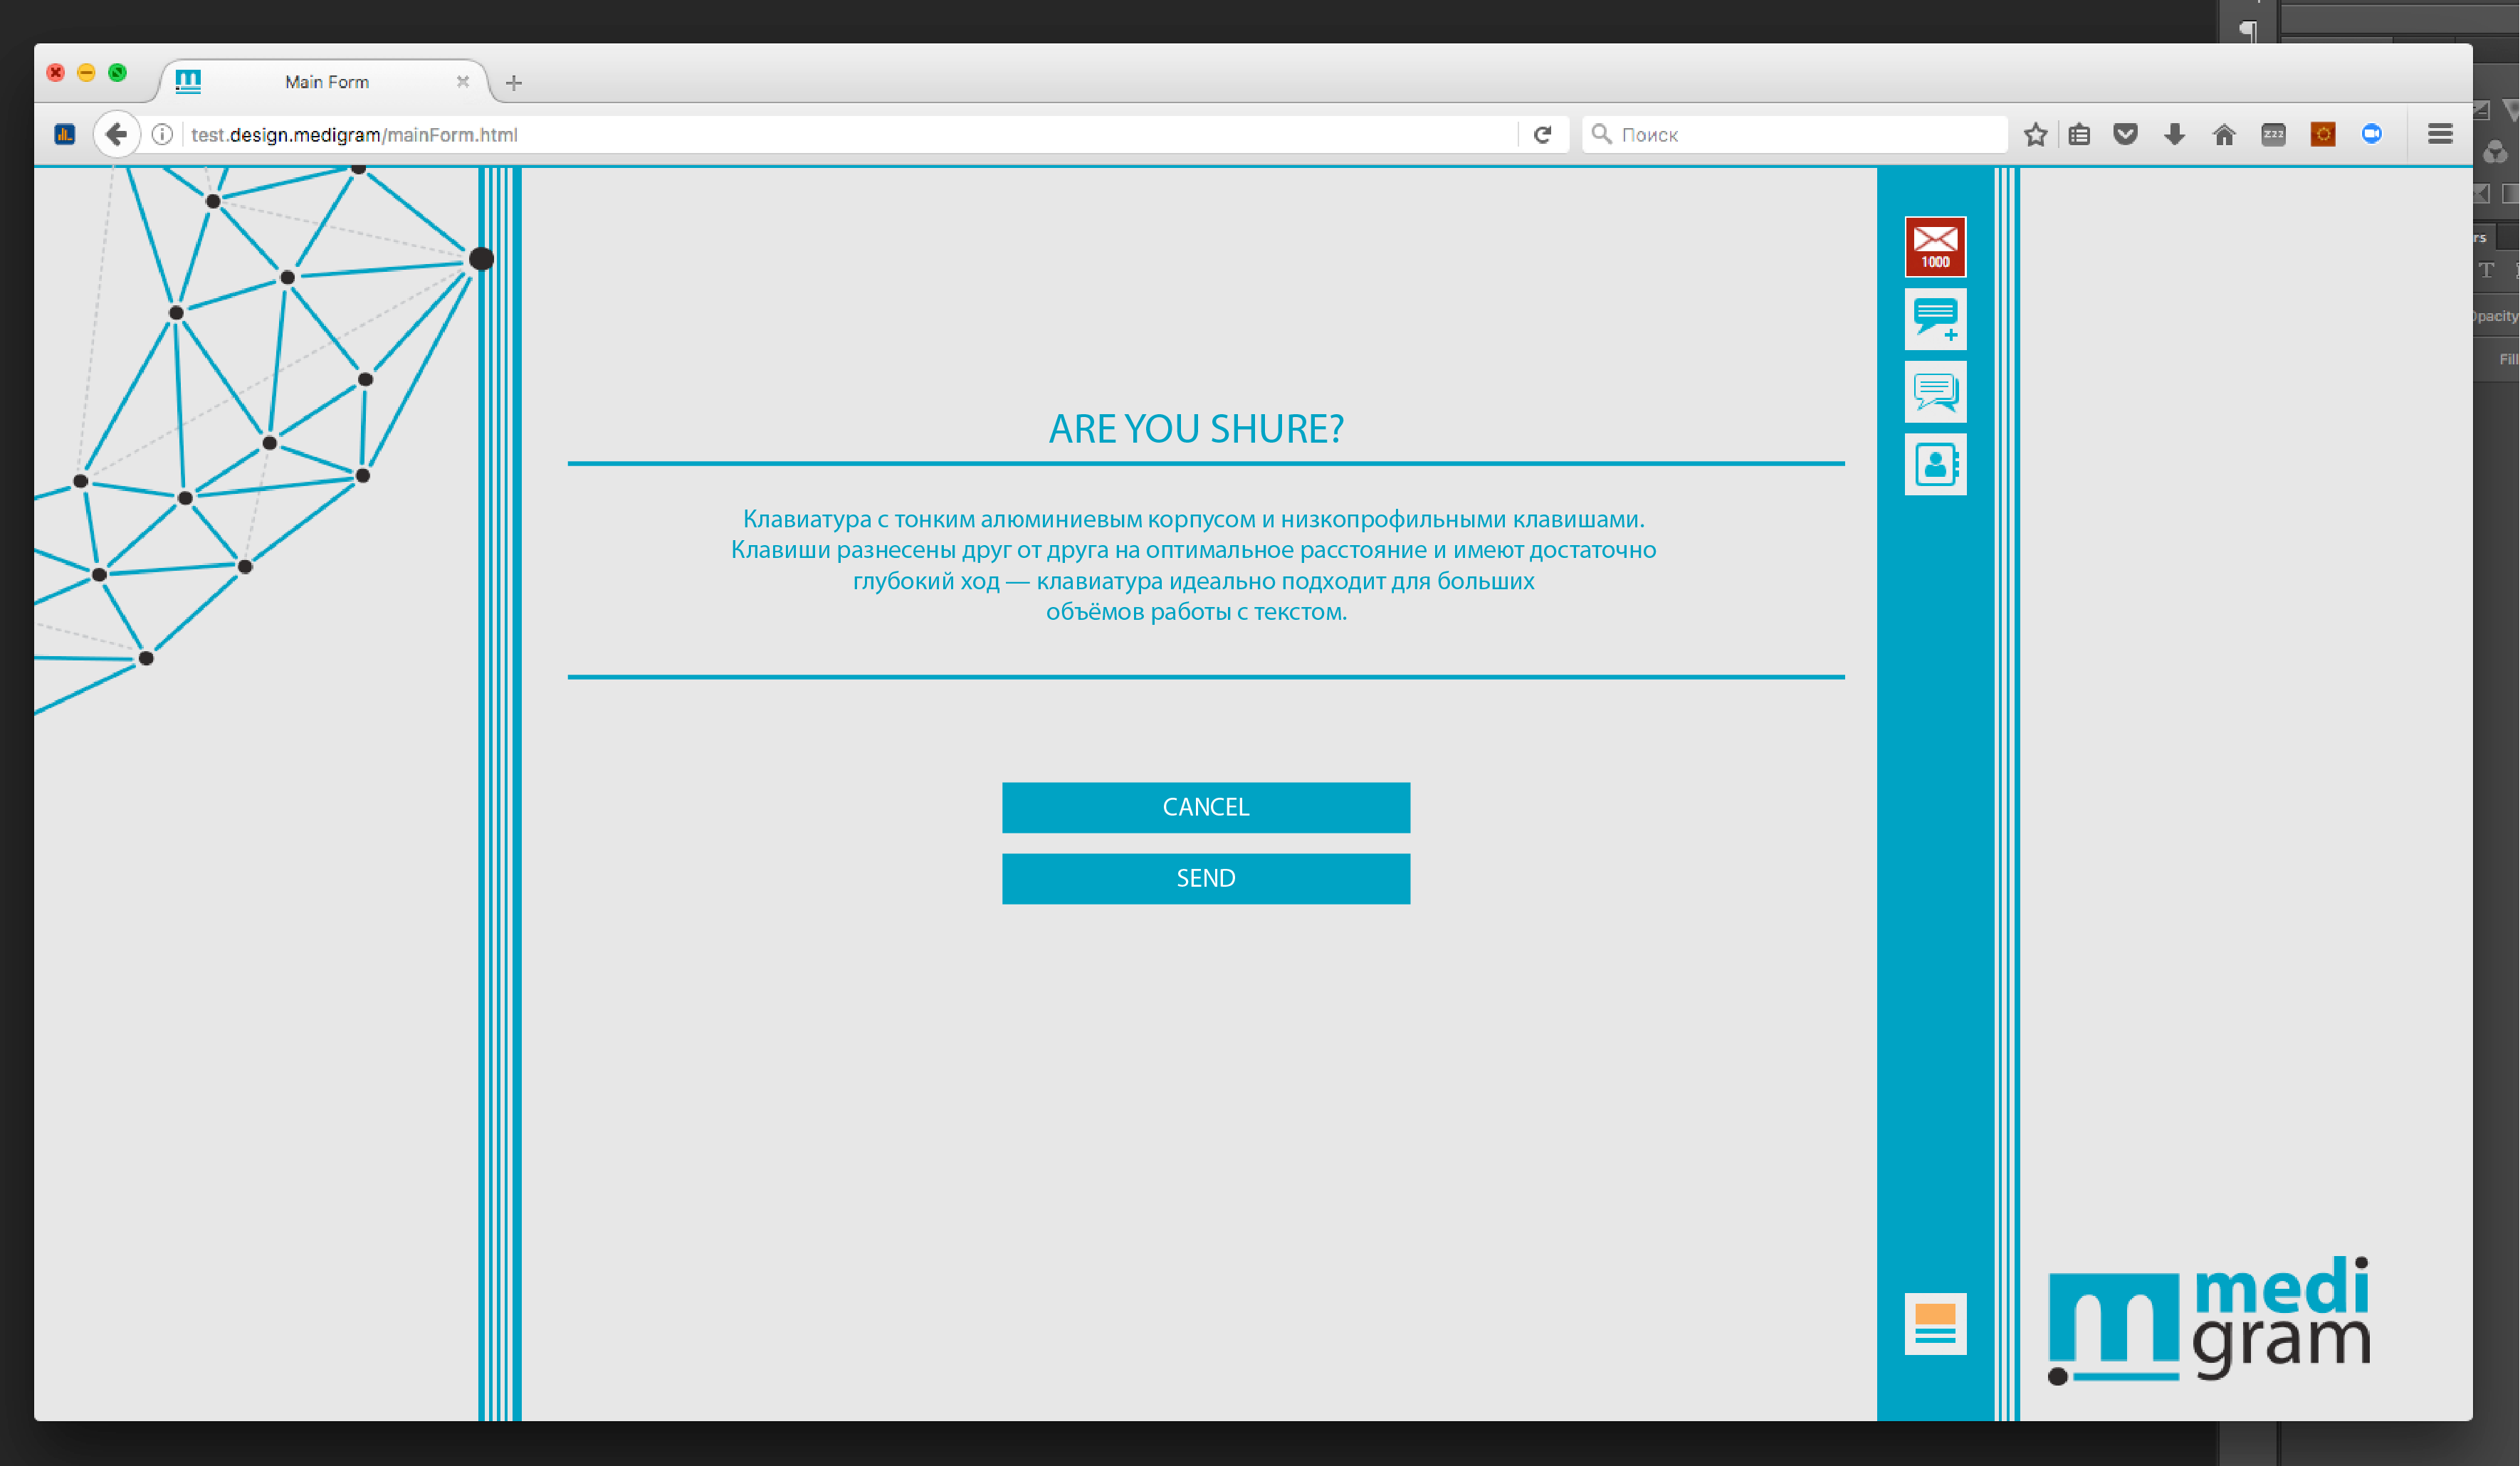 Main Form
test.design.medigram/mainForm.html
Поиск
zzz
1000
ARE YOU SHURE?
Клавиатура с тонким алюминиевым корпусом и низкопрофильными клавишами.
Клавиши разнесены друг от друга на оптимальное расстояние и имеют достаточно
глубокий ход — клавиатура идеально подходит для больших
объёмов работы с текстом.
CANCEL
SEND
medi
gram
rs
T
Opacity
Fill